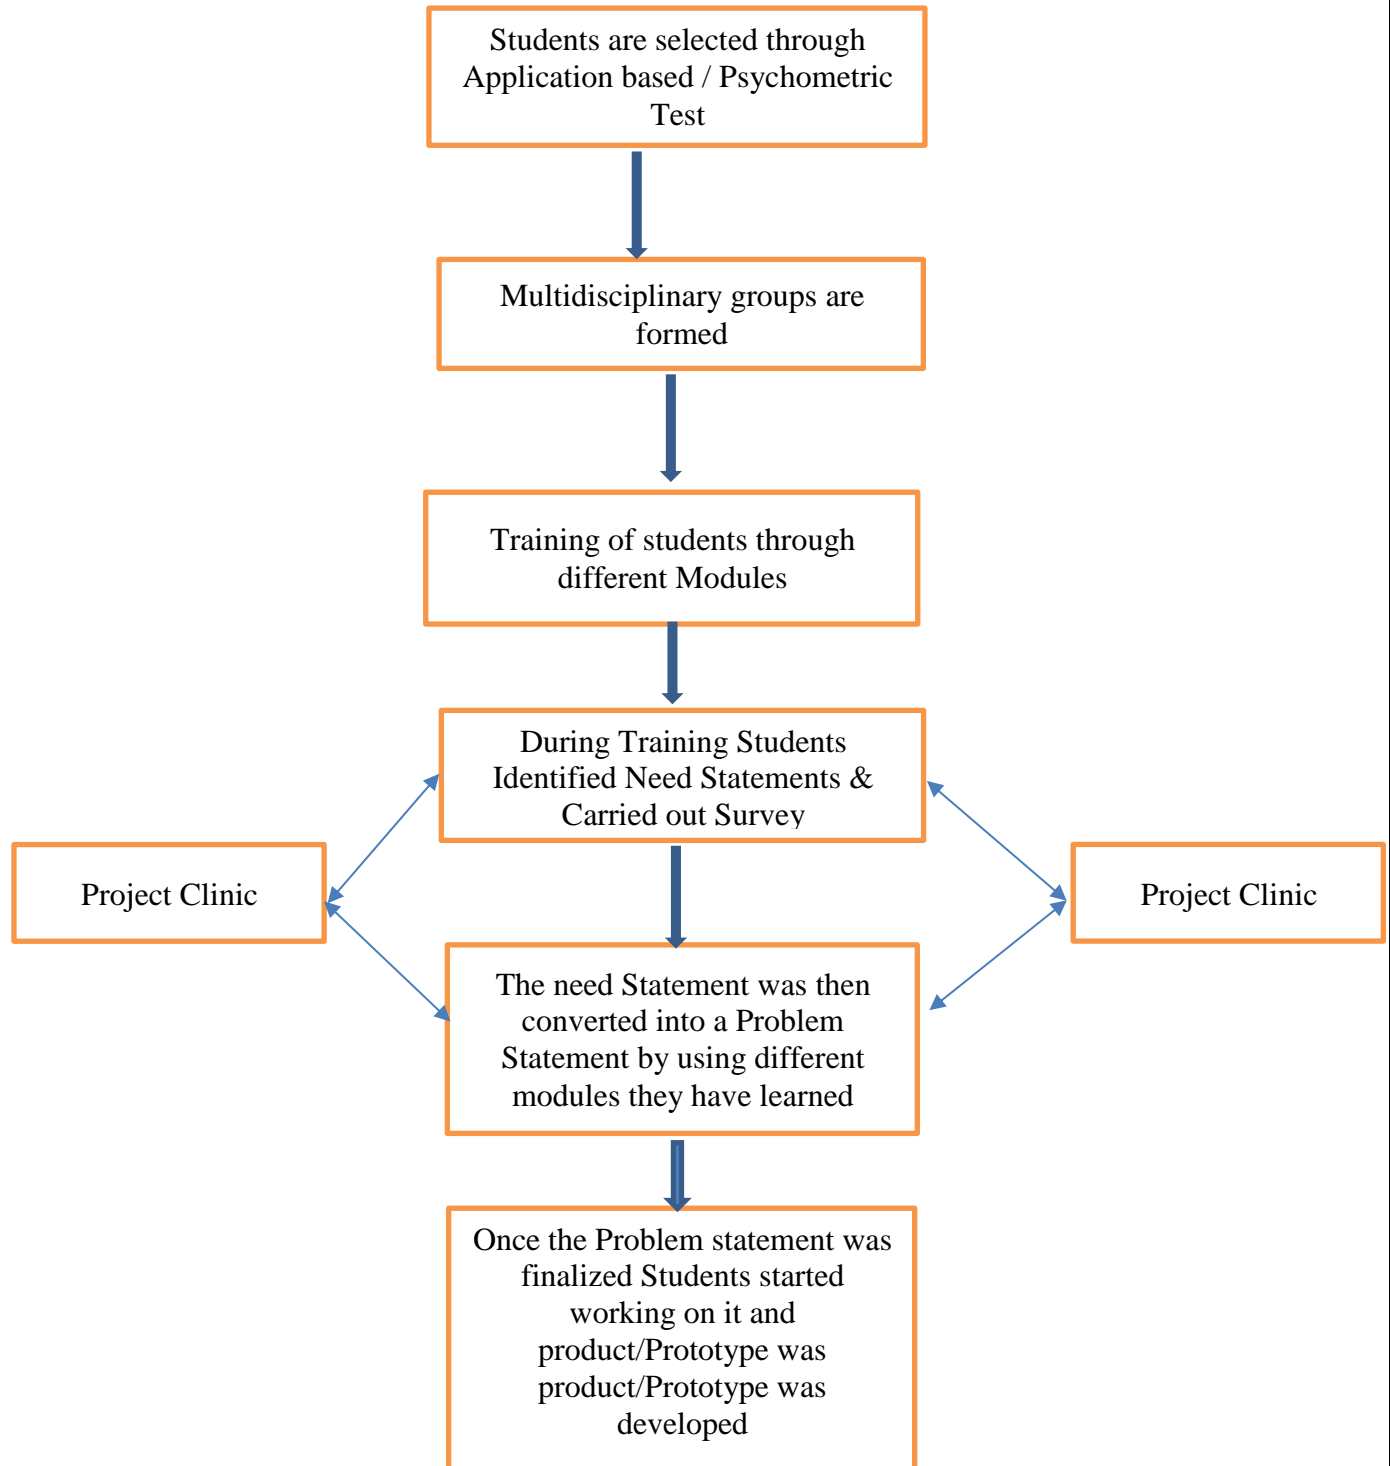 Students are selected through
Application based / Psychometric
Test
Multidisciplinary groups are
formed
Training of students through
different Modules
During Training Students
Identified Need Statements &
Carried out Survey
Project Clinic
Project Clinic
The need Statement was then
converted into a Problem
Statement by using different
modules they have learned
Once the Problem statement was
finalized Students started
working on it and
product/Prototype was
product/Prototype was
developed